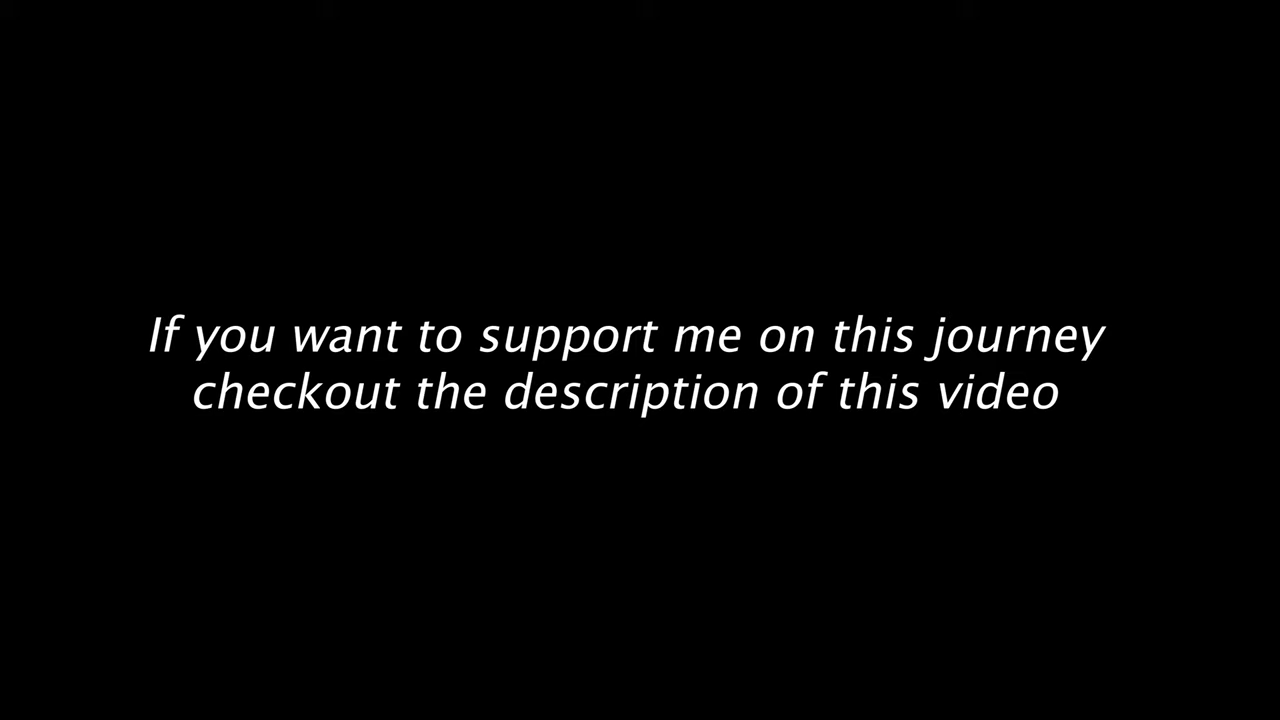 If you want to support me on this journey
checkout the description of this video